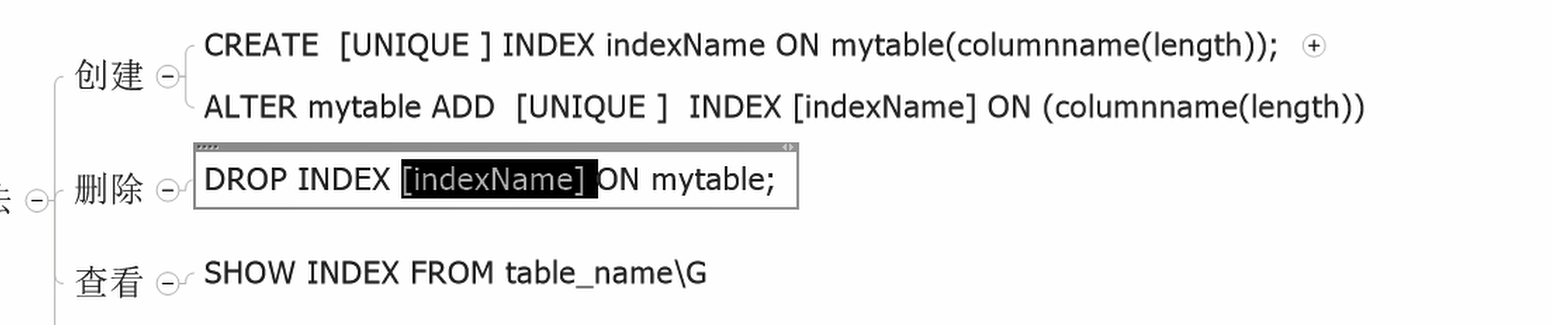 创建
CREATE  [UNIQUE ] INDEX indexName ON mytable(columnname(length));
ALTER mytable ADD  [UNIQUE ]  INDEX [indexName] ON (columnname(length))
删除
DROP INDEX [indexName] ON mytable;
查看
SHOW INDEX FROM table_name\G